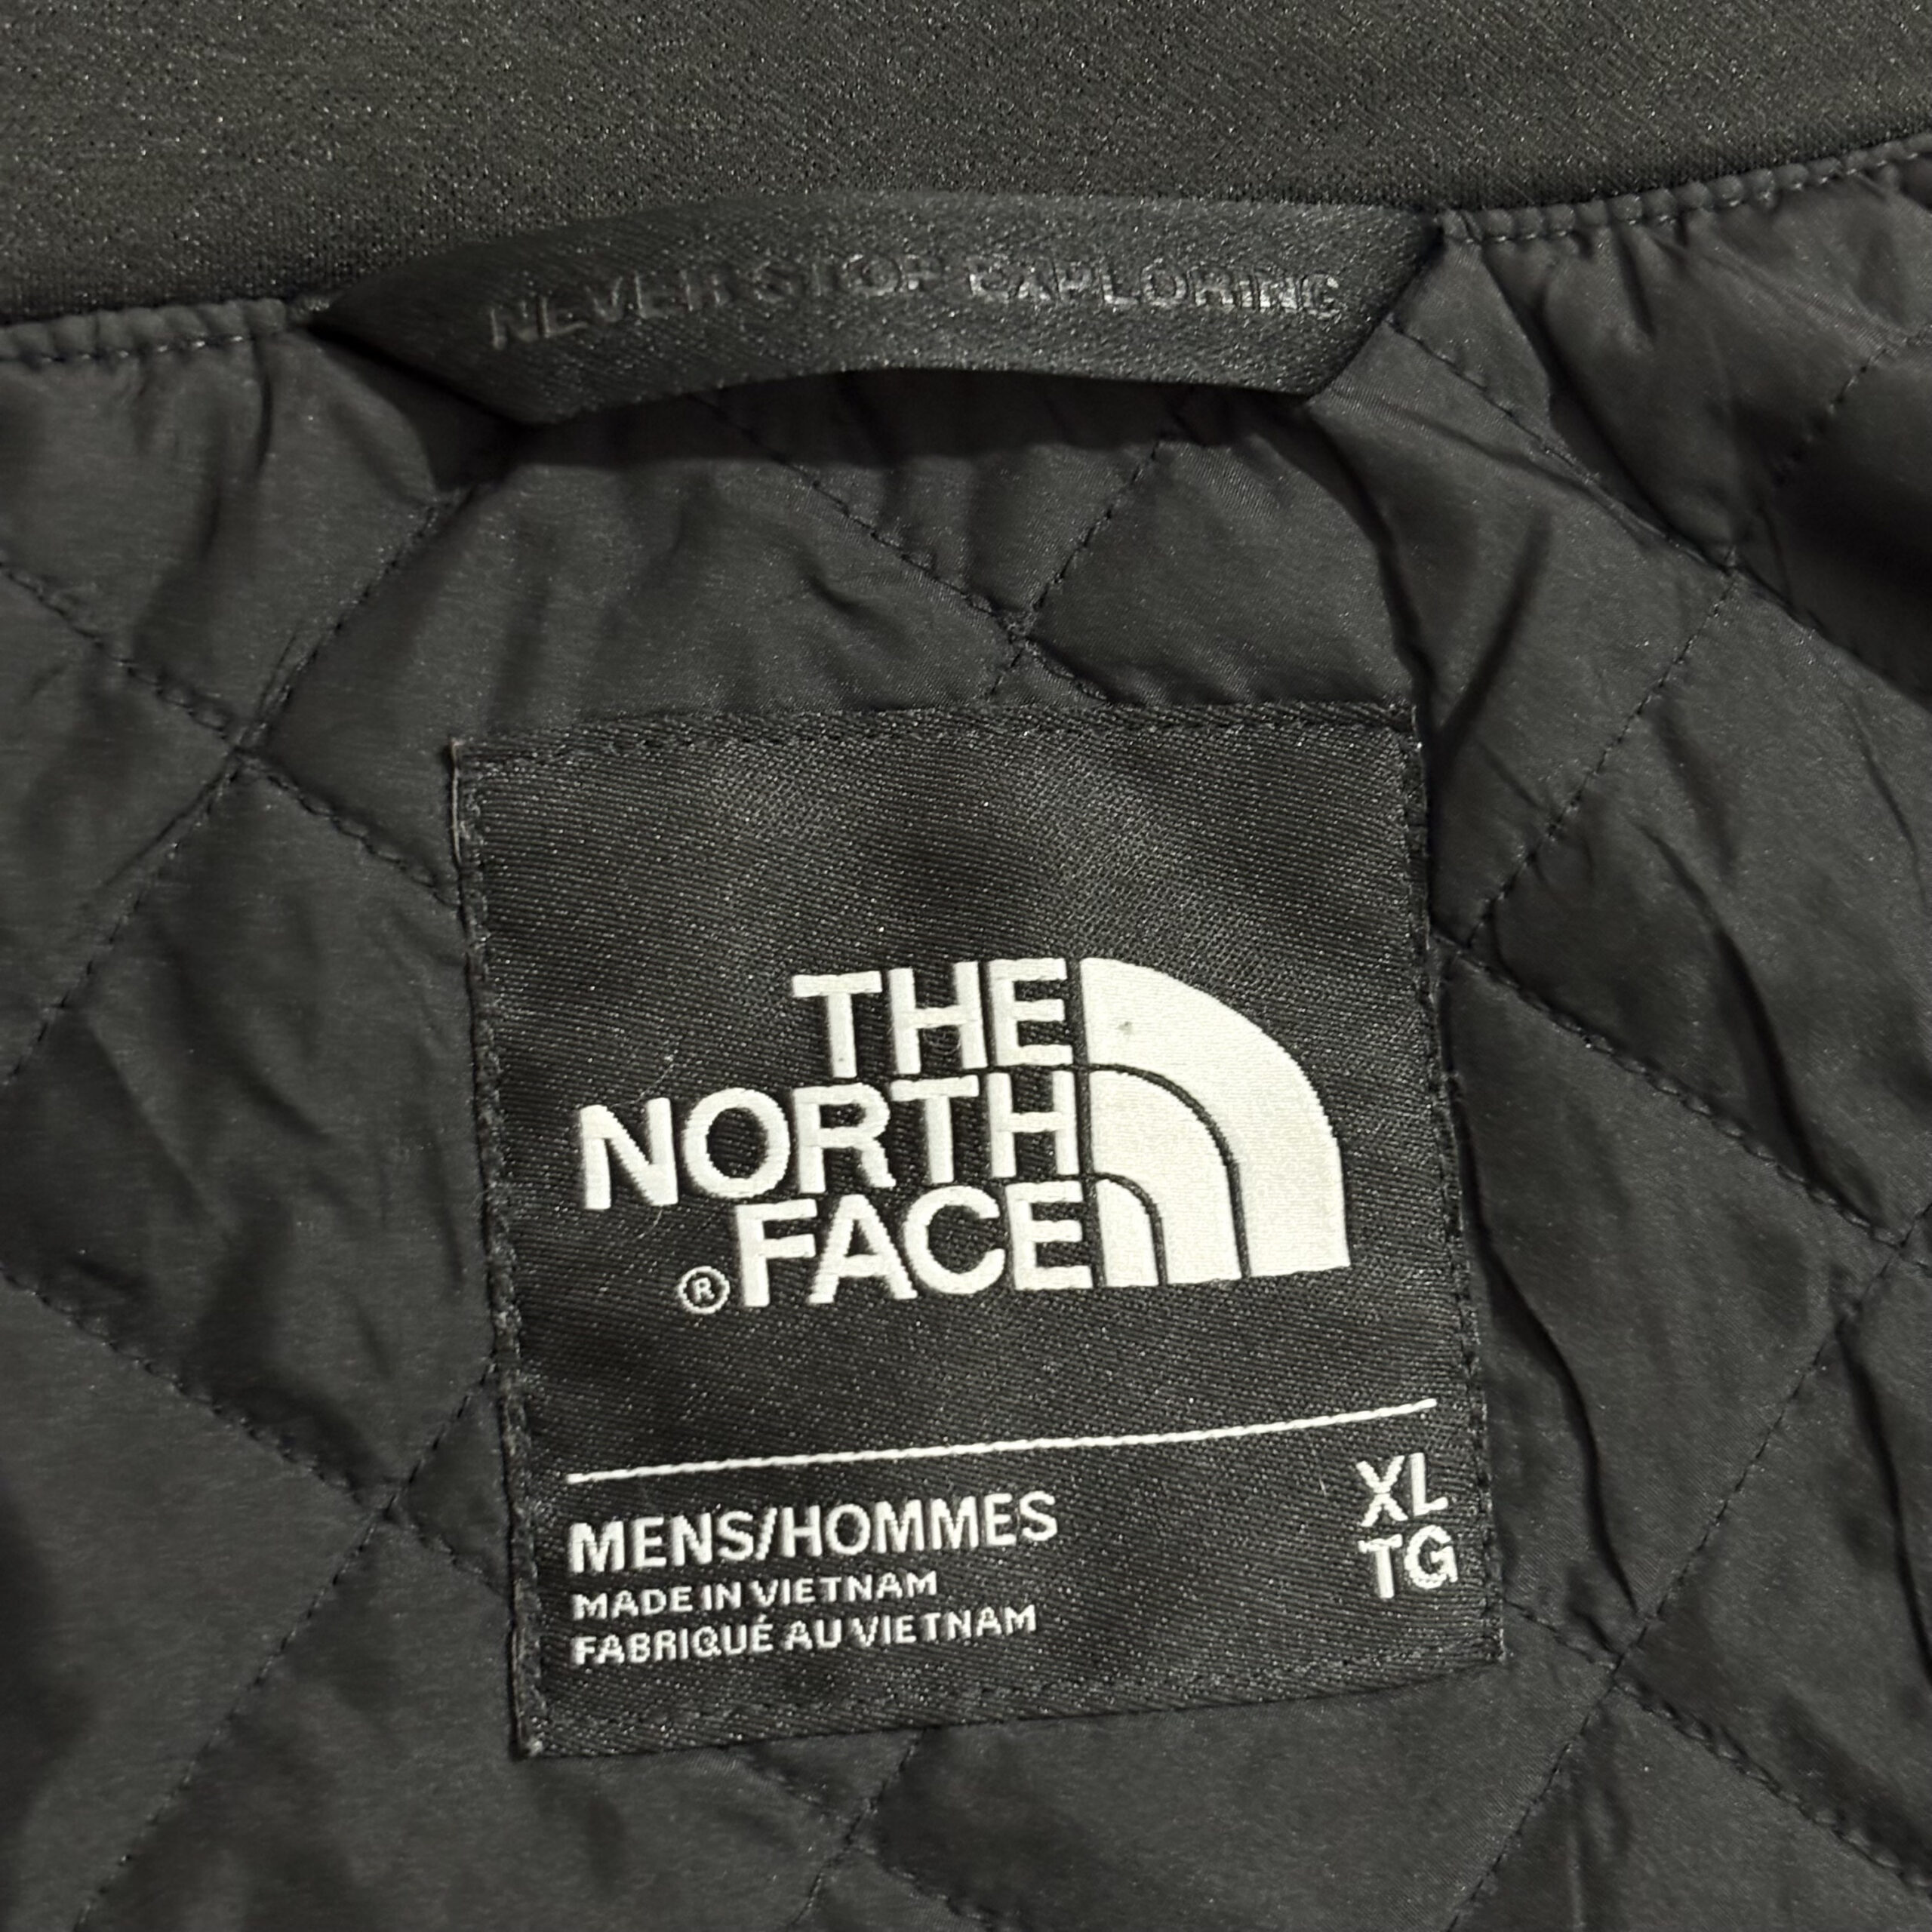 NEVER STOP EXPLORING
THE
NORTH
®FACE
MENS/HOMMES
MADE IN VIETNAM
FABRIQUÉ AU VIETNAM
XL
TG